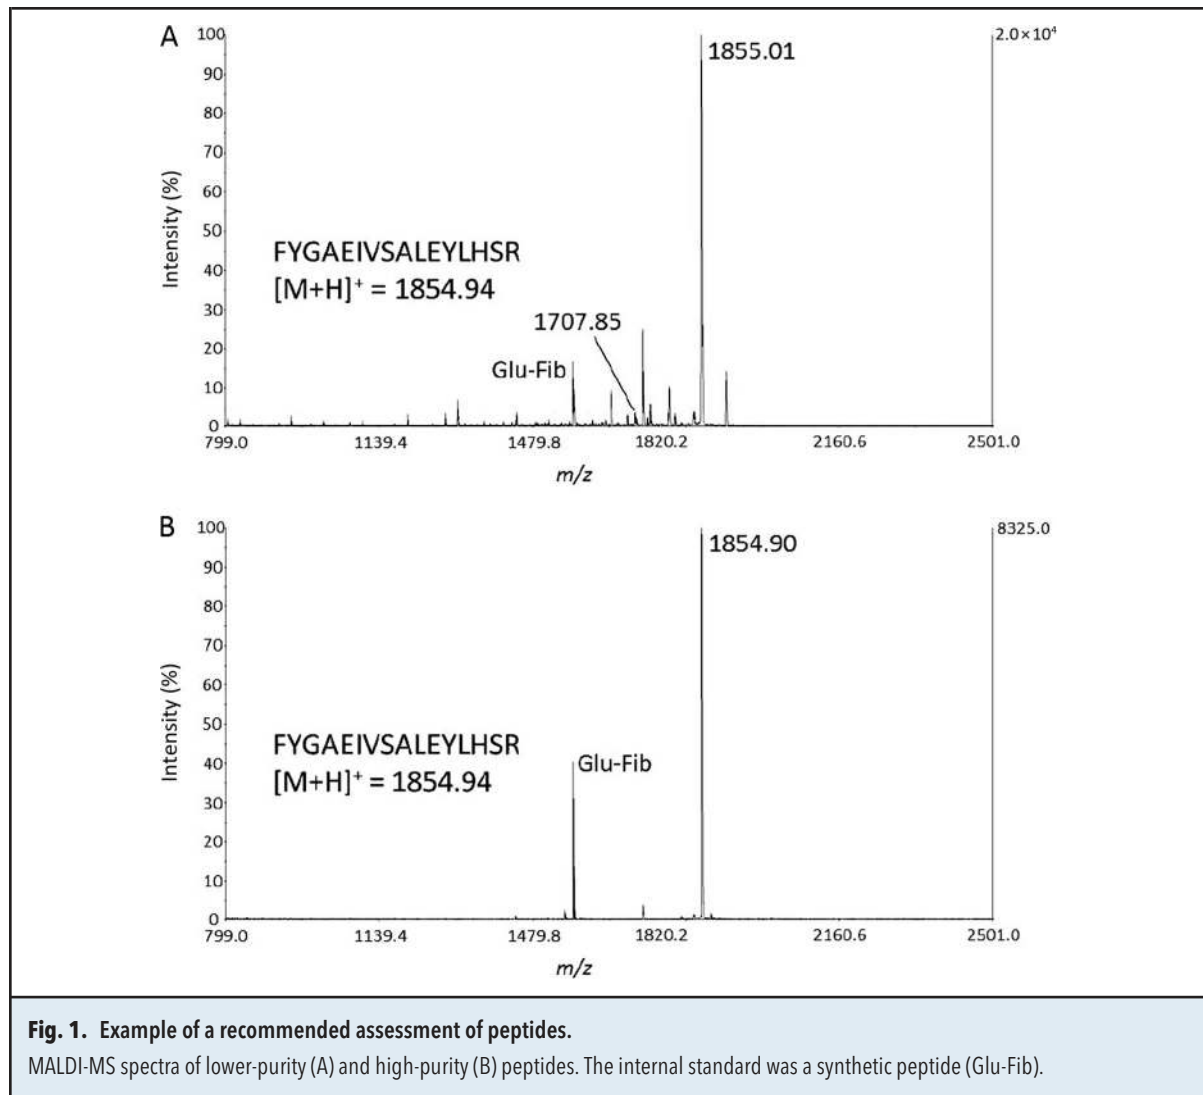 A
100
90
80
70
60
50
40
30
20
10
0
Intensity (%)
2.0×10⁴
1855.01
FYGAEIVSALEYLHSR
[M+H]⁺ = 1854.94
1707.85
Glu-Fib
799.0 1139.4 1479.8 1820.2 2160.6 2501.0
m/z
B
100
90
80
70
60
50
40
30
20
10
0
Intensity (%)
8325.0
1854.90
FYGAEIVSALEYLHSR
[M+H]⁺ = 1854.94
Glu-Fib
799.0 1139.4 1479.8 1820.2 2160.6 2501.0
m/z
Fig. 1. Example of a recommended assessment of peptides.
MALDI-MS spectra of lower-purity (A) and high-purity (B) peptides. The internal standard was a synthetic peptide (Glu-Fib).